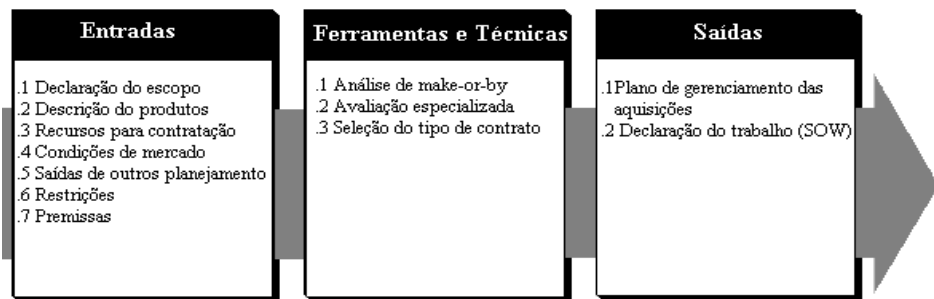 Entradas
.1 Declaração do escopo
.2 Descrição do produtos
.3 Recursos para contratação
.4 Condições de mercado
.5 Saídas de outros planejamento
.6 Restrições
.7 Premissas
Ferramentas e Técnicas
.1 Análise de make-or-by
.2 Avaliação especializada
.3 Seleção do tipo de contrato
Saídas
.1Plano de gerenciamento das
aquisições
.2 Declaração do trabalho (SOW)